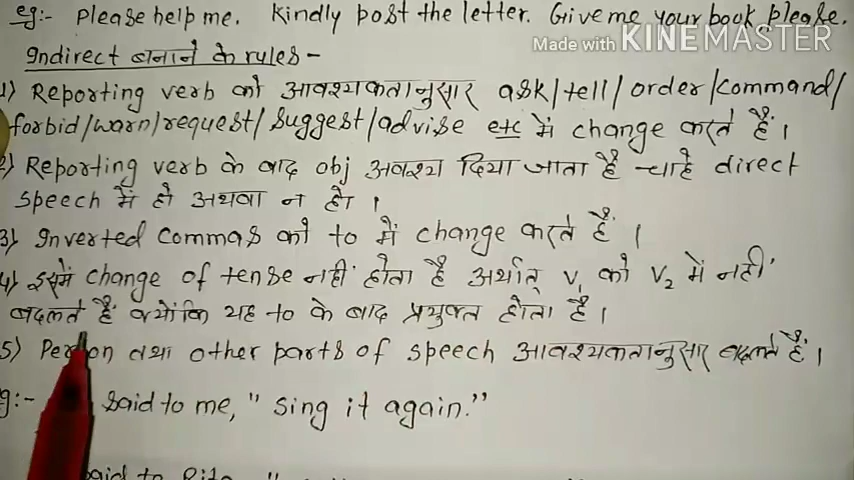 eg:- Please help me. Kindly post the letter. Give me your book please.
Made with KINEMASTER
Indirect बनाने के rules -
1) Reporting verb को आवश्यकतानुसार ask/tell/order/command/
forbid/warn/request/suggest/advise etc में change करते हैं।
2) Reporting verb के बाद obj अवश्य दिया जाता है चाहे direct
speech में हो अथवा न हो।
3) Inverted commas को to में change करते हैं।
4) इसमें change of tense नहीं होता है अर्थात् V1 को V2 में नहीं
बदलते हैं क्योंकि यह to के बाद प्रयुक्त होता है।
5) Person तथा other parts of speech आवश्यकतानुसार बदलते हैं।
g:- said to me, "Sing it again."
said to Rita, "